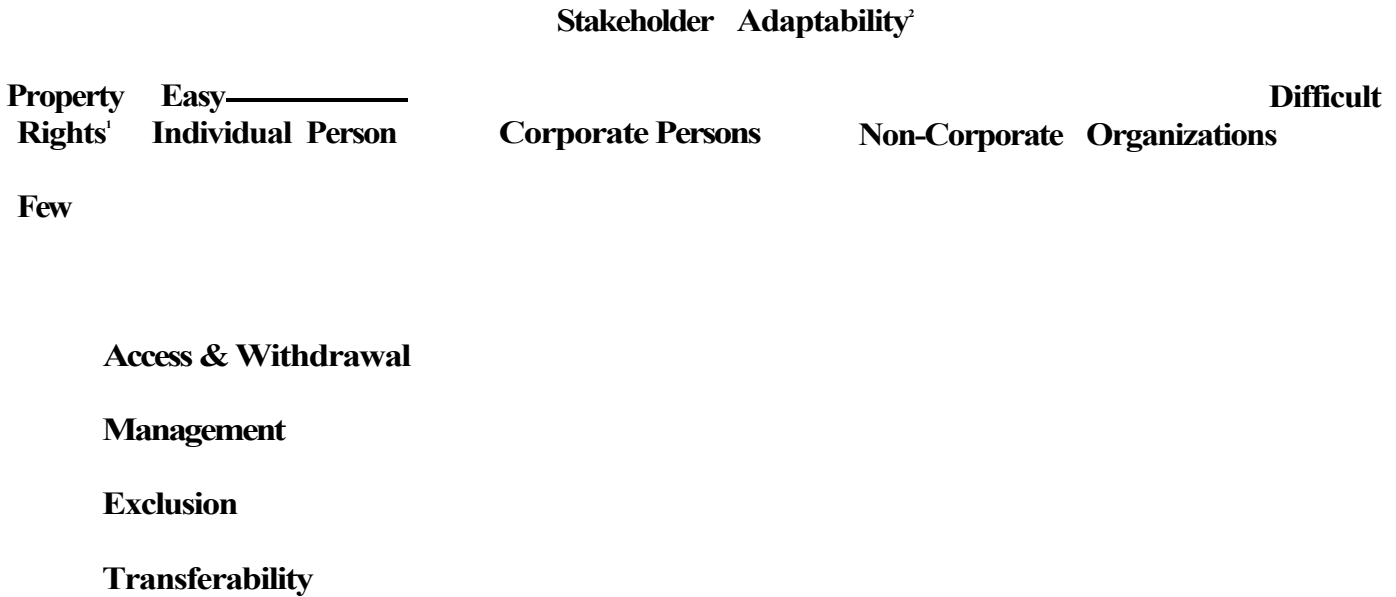 Stakeholder Adaptability²
Property Easy Difficult
Rights¹ Individual Person Corporate Persons Non-Corporate Organizations
Few
Access & Withdrawal
Management
Exclusion
Transferability